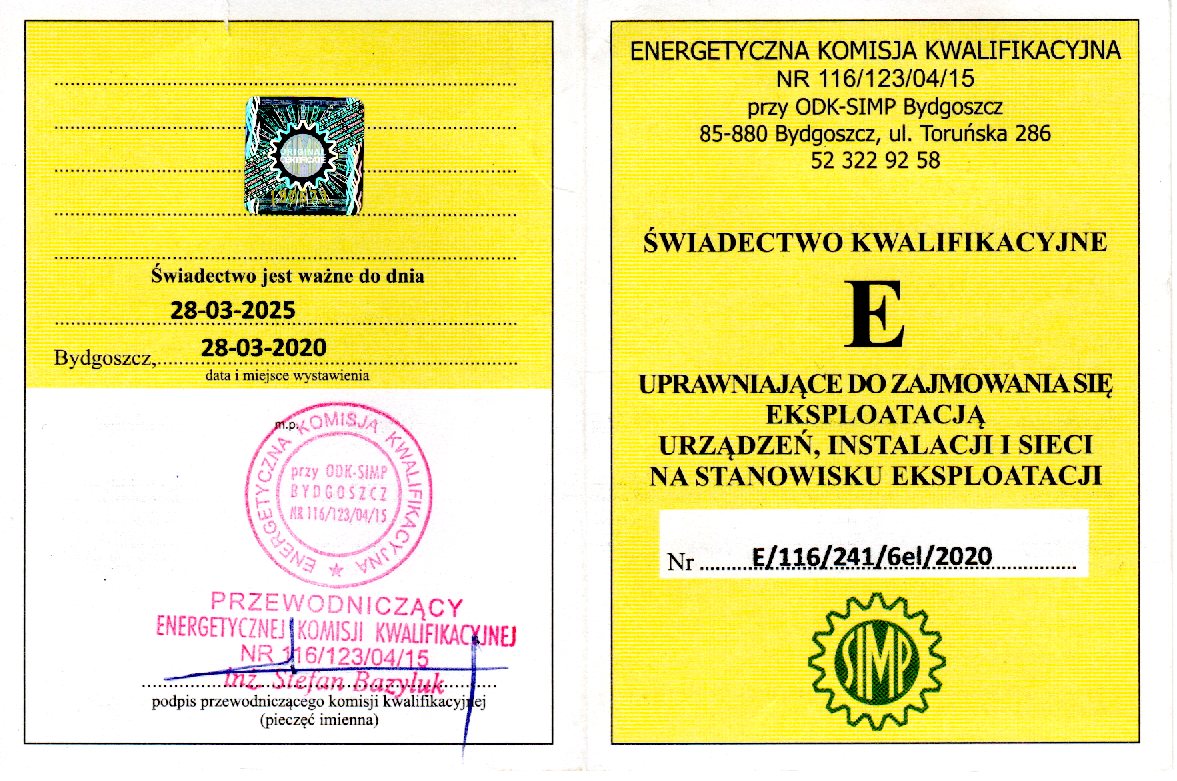 ORIGINAL
CERTIFICATE
Świadectwo jest ważne do dnia
28-03-2025
Bydgoszcz, 28-03-2020
data i miejsce wystawienia
m.p.
ENERGETYCZNA KOMISJA KWALIFIKACYJNA
przy ODK-SIMP
BYDGOSZCZ
NR 116/123/04/15
PRZEWODNICZĄCY
ENERGETYCZNEJ KOMISJI KWALIFIKACYJNEJ
NR 116/123/04/15
inż. Stefan Bazyluk
podpis przewodniczącego komisji kwalifikacyjnej
(pieczęć imienna)
ENERGETYCZNA KOMISJA KWALIFIKACYJNA
NR 116/123/04/15
przy ODK-SIMP Bydgoszcz
85-880 Bydgoszcz, ul. Toruńska 286
52 322 92 58
ŚWIADECTWO KWALIFIKACYJNE
E
UPRAWNIAJĄCE DO ZAJMOWANIA SIĘ
EKSPLOATACJĄ
URZĄDZEŃ, INSTALACJI I SIECI
NA STANOWISKU EKSPLOATACJI
Nr E/116/241/6el/2020
SIMP